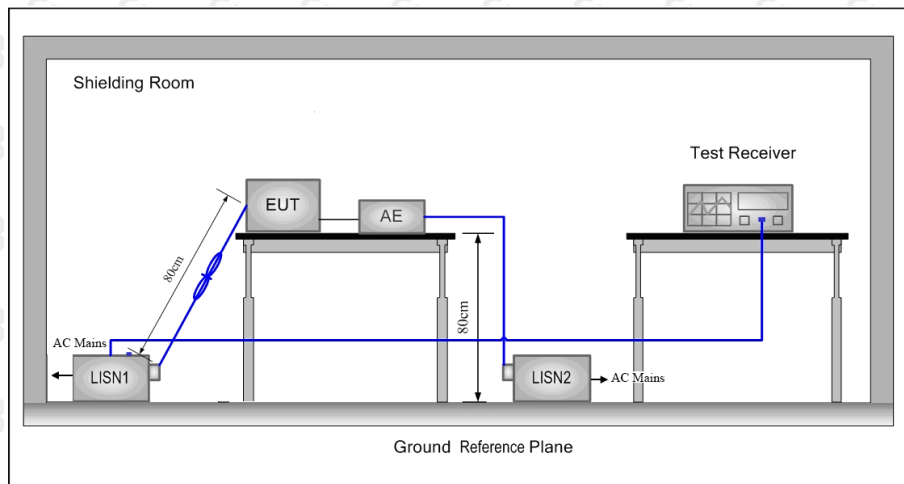 Shielding Room
Test Receiver
EUT
AE
80cm
80cm
AC Mains
LISN1
LISN2
AC Mains
Ground Reference Plane